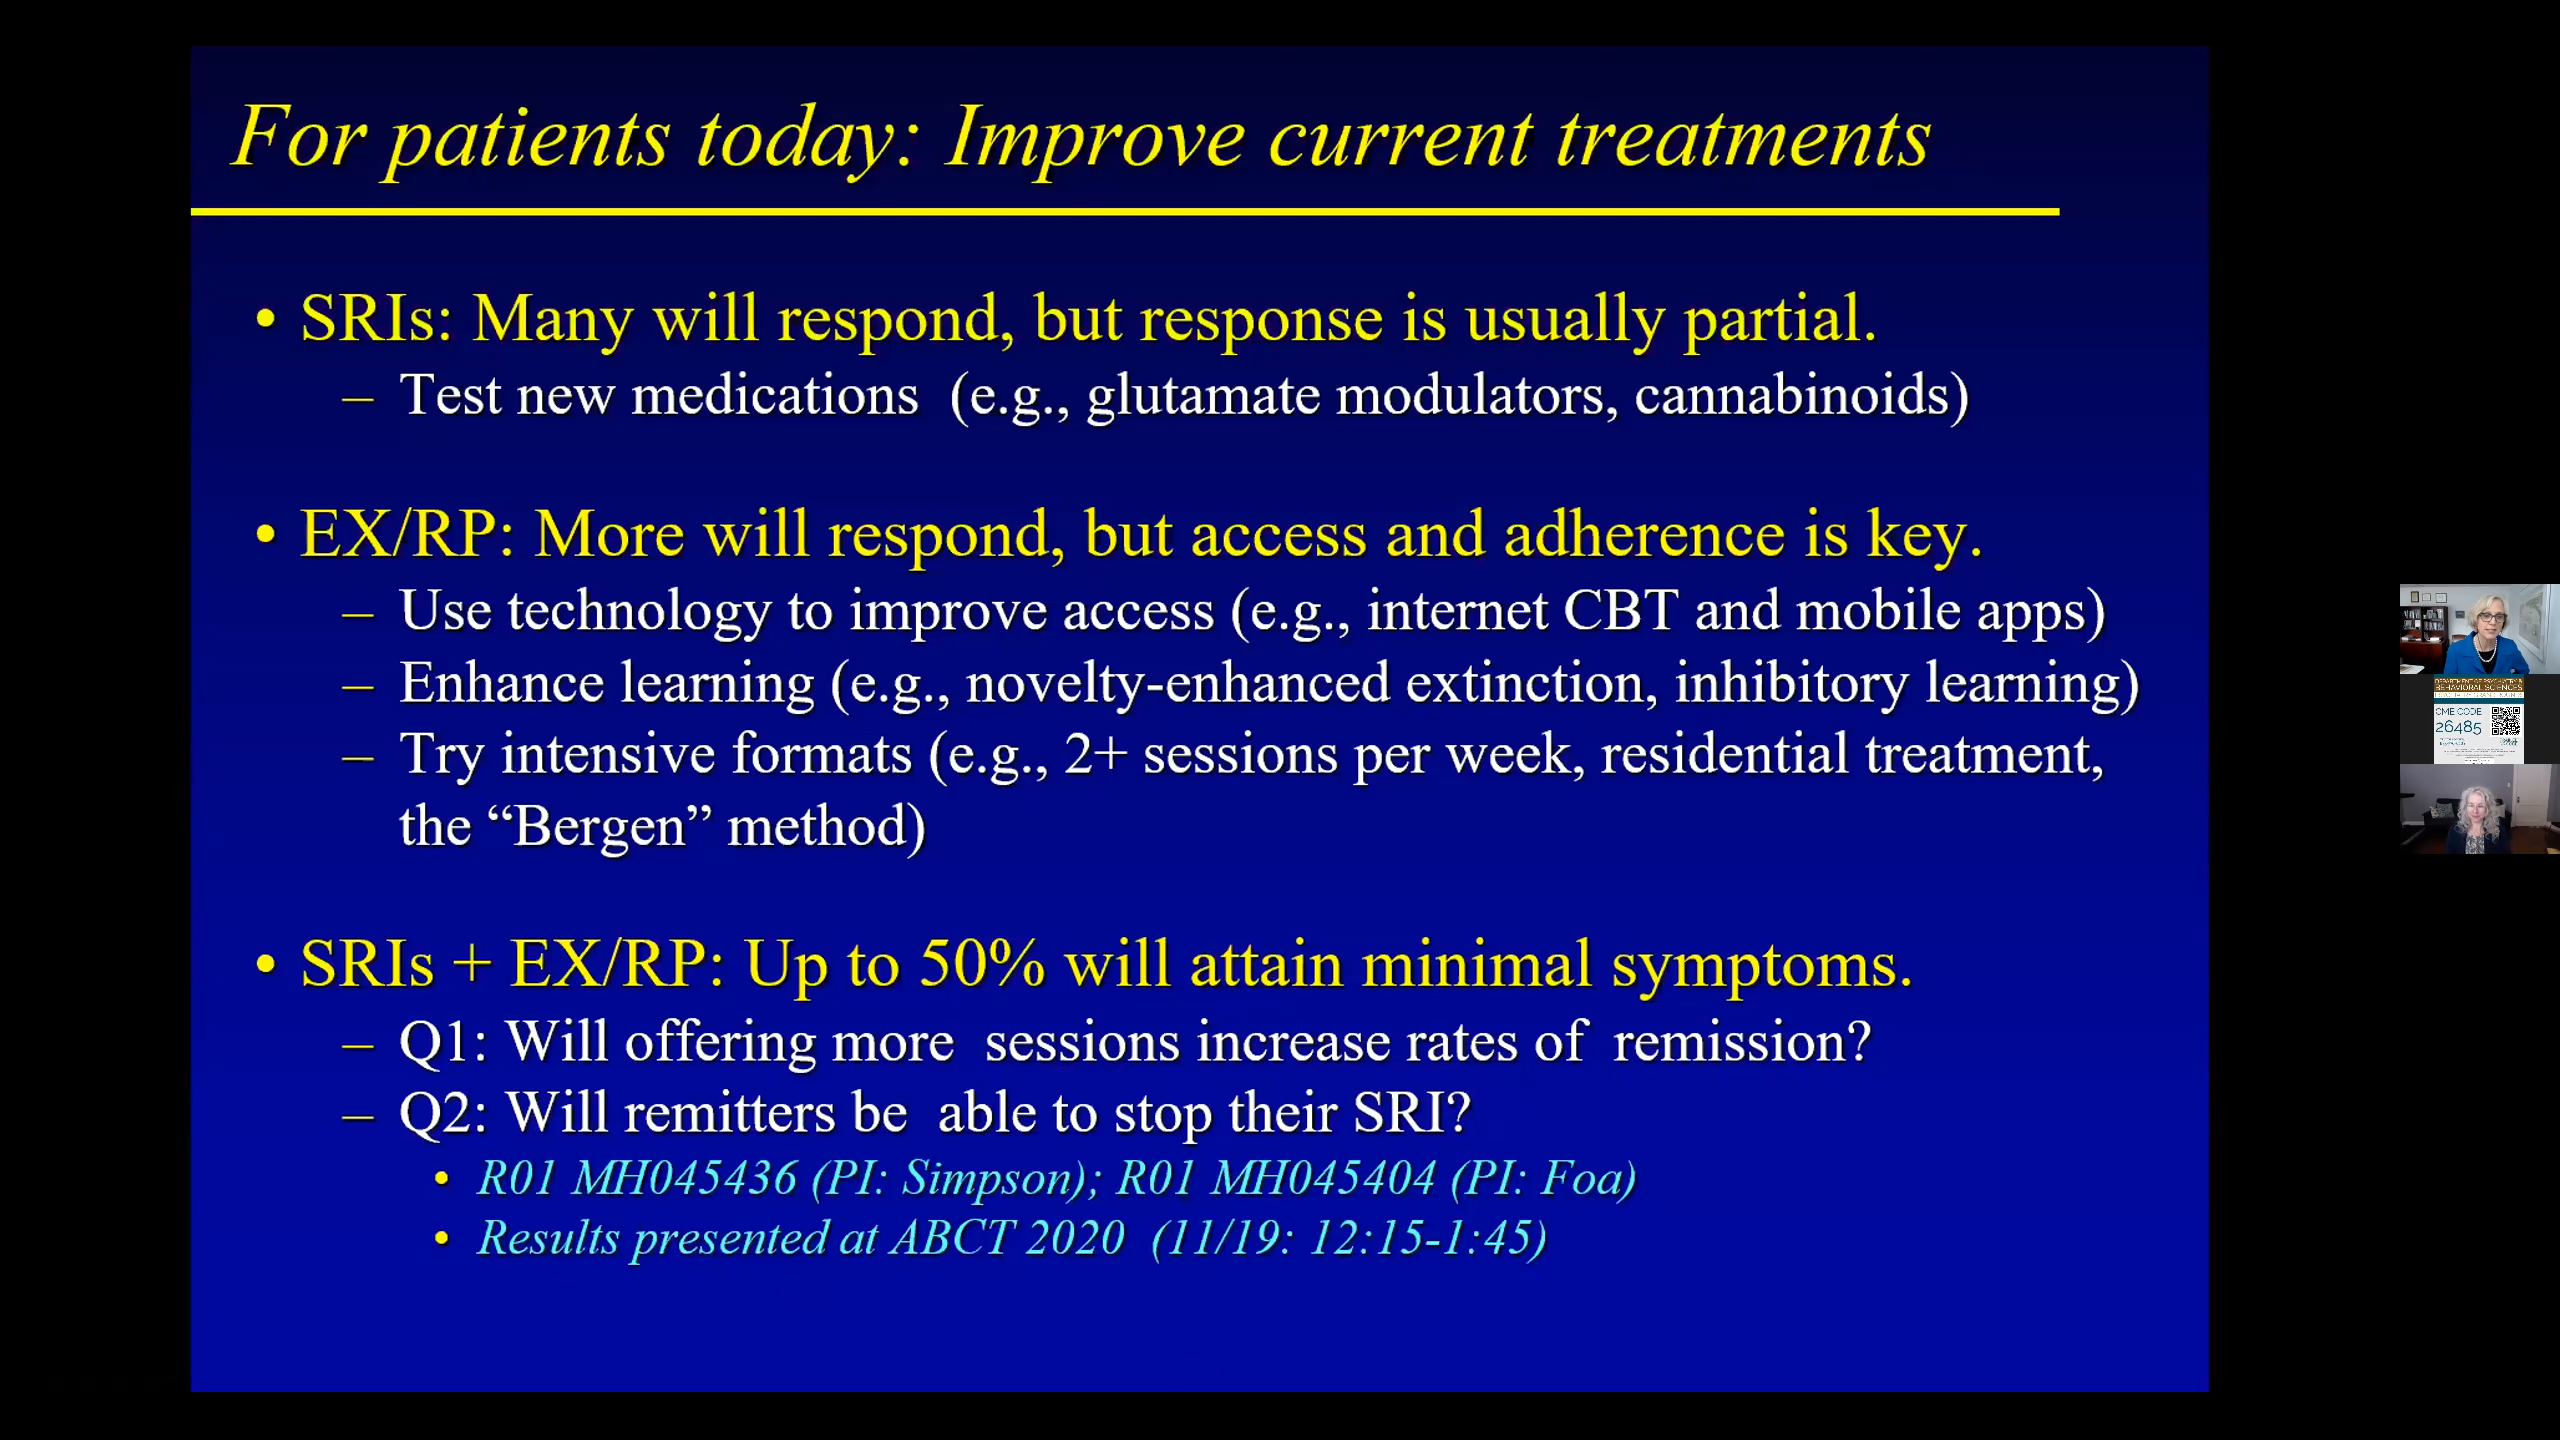 For patients today: Improve current treatments
• SRIs: Many will respond, but response is usually partial.
– Test new medications (e.g., glutamate modulators, cannabinoids)
• EX/RP: More will respond, but access and adherence is key.
– Use technology to improve access (e.g., internet CBT and mobile apps)
– Enhance learning (e.g., novelty-enhanced extinction, inhibitory learning)
– Try intensive formats (e.g., 2+ sessions per week, residential treatment,
the “Bergen” method)
• SRIs + EX/RP: Up to 50% will attain minimal symptoms.
– Q1: Will offering more sessions increase rates of remission?
– Q2: Will remitters be able to stop their SRI?
• R01 MH045436 (PI: Simpson); R01 MH045404 (PI: Foa)
• Results presented at ABCT 2020 (11/19: 12:15-1:45)
DEPARTMENT OF PSYCHIATRY &
BEHAVIORAL SCIENCES
CME CODE
26485